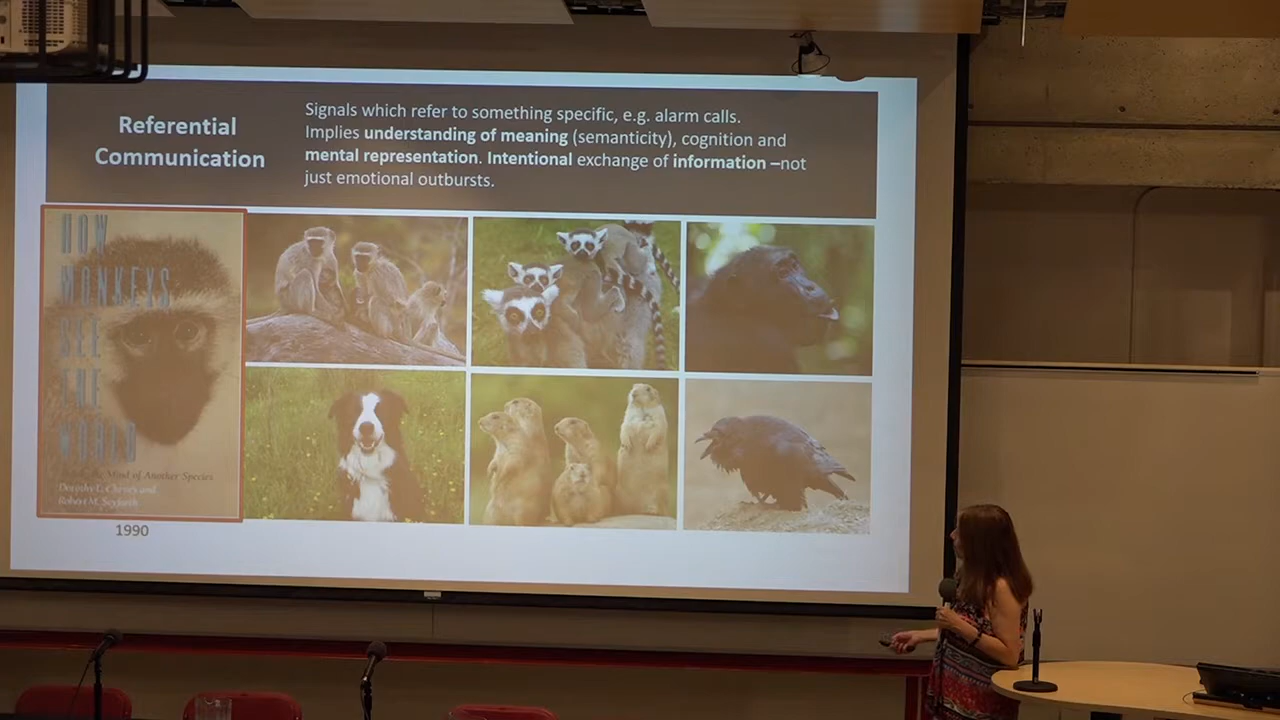 Referential
Communication
Signals which refer to something specific, e.g. alarm calls.
Implies understanding of meaning (semanticity), cognition and
mental representation. Intentional exchange of information –not
just emotional outbursts.
HOW
MONKEYS
SEE
THE
WORLD
Mind of Another Species
Dorothy L. Cheney and
Robert M. Seyfarth
1990